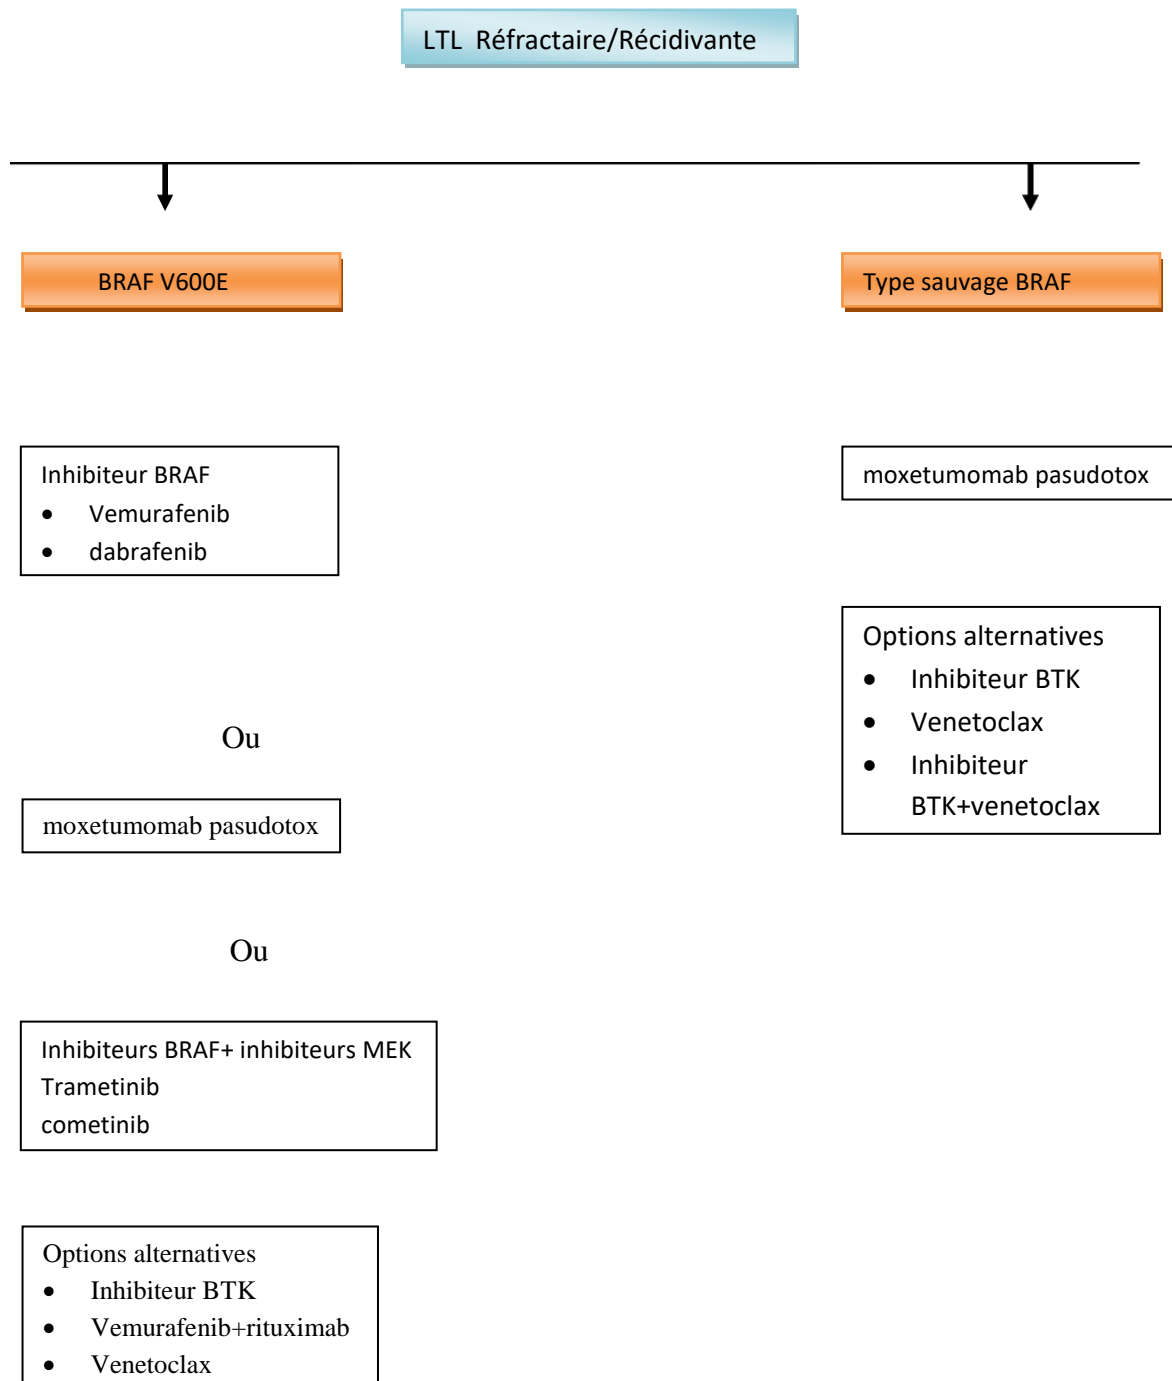 LTL Réfractaire/Récidivante
BRAF V600E
Type sauvage BRAF
Inhibiteur BRAF
• Vemurafenib
• dabrafenib
moxetumomab pasudotox
Options alternatives
• Inhibiteur BTK
• Venetoclax
• Inhibiteur
BTK+venetoclax
Ou
moxetumomab pasudotox
Ou
Inhibiteurs BRAF+ inhibiteurs MEK
Trametinib
cometinib
Options alternatives
• Inhibiteur BTK
• Vemurafenib+rituximab
• Venetoclax